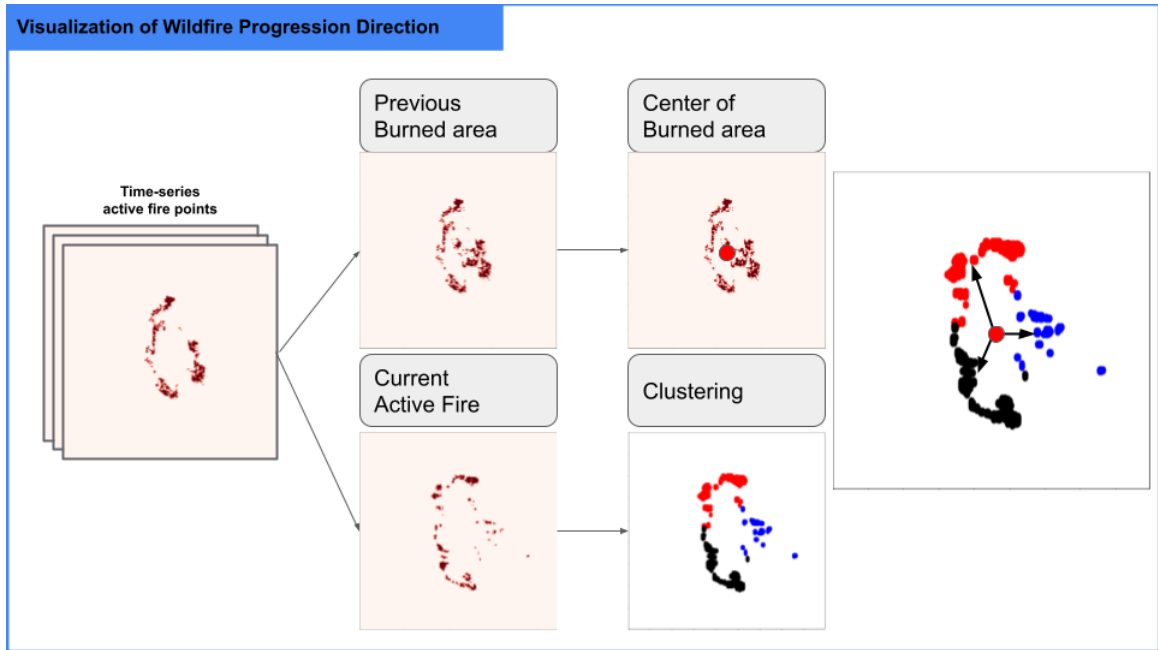 Visualization of Wildfire Progression Direction
Previous
Burned area
Center of
Burned area
Time-series
active fire points
Current
Active Fire
Clustering